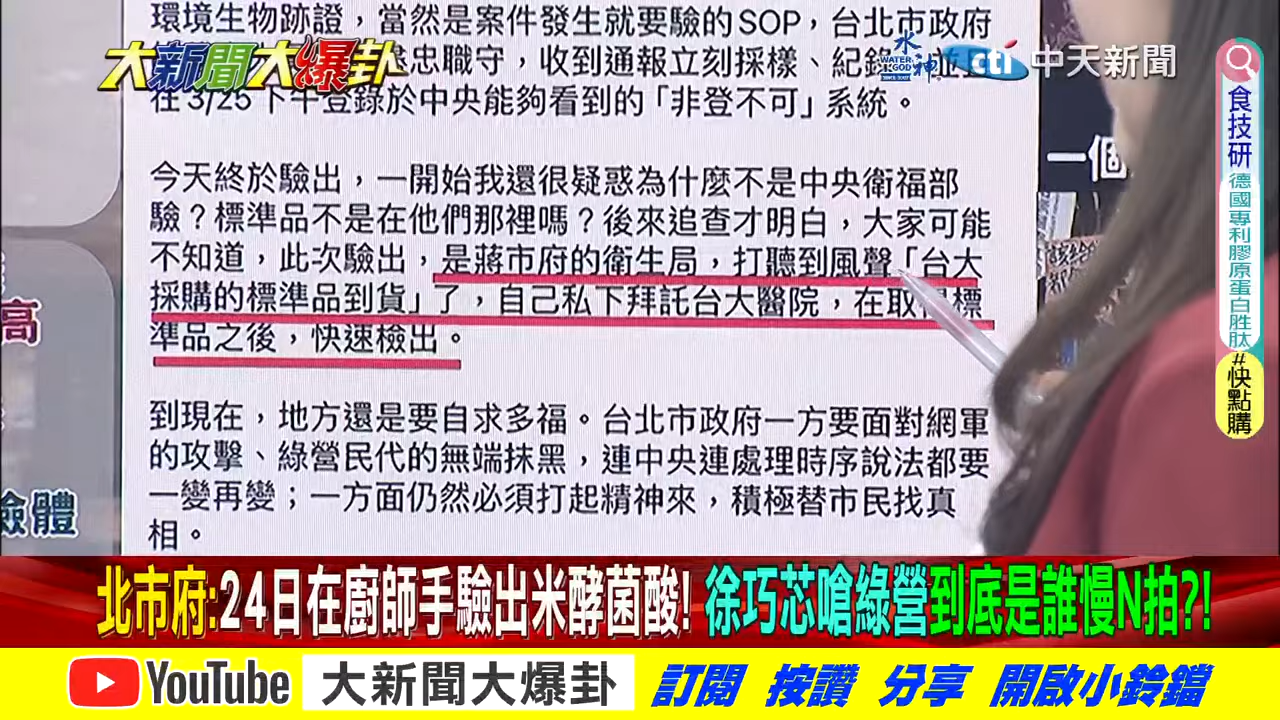 環境生物跡證，當然是案件發生就要驗的SOP，台北市政府
忠職守，收到通報立刻採樣、紀錄
往 3/25 下午登錄於中央能夠看到的「非登不可」系統。
大新聞大爆卦
水神
WATER GOD
cti 中天新聞
今天終於驗出，一開始我還很疑惑為什麼不是中央衛福部
驗？標準品不是在他們那裡嗎？後來追查才明白，大家可能
不知道，此次驗出，是蔣市府的衛生局，打聽到風聲「台大
採購的標準品到貨」了，自己私下拜託台大醫院，在取得標
準品之後，快速檢出。
到現在，地方還是要自求多福。台北市政府一方要面對網軍
的攻擊、綠營民代的無端抹黑，連中央連處理時序說法都要
一變再變；一方面仍然必須打起精神來，積極替市民找真
相。
高
驗體
一個
食技研
德國專利膠原蛋白胜肽
#快點購
北市府:24日在廚師手驗出米酵菌酸! 徐巧芯嗆綠營到底是誰慢N拍?!
YouTube 大新聞大爆卦 訂閱 按讚 分享 開啟小鈴鐺